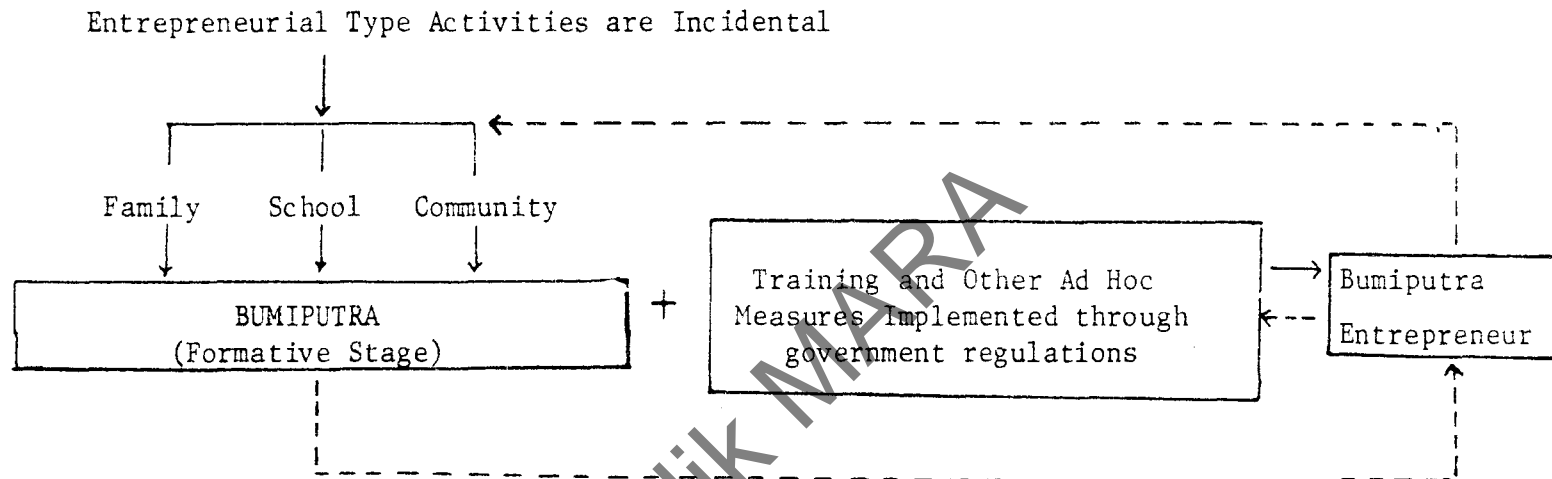 Entrepreneurial Type Activities are Incidental
Family School Community
BUMIPUTRA
(Formative Stage)
+
Training and Other Ad Hoc
Measures Implemented through
government regulations
Bumiputra
Entrepreneur
MARA